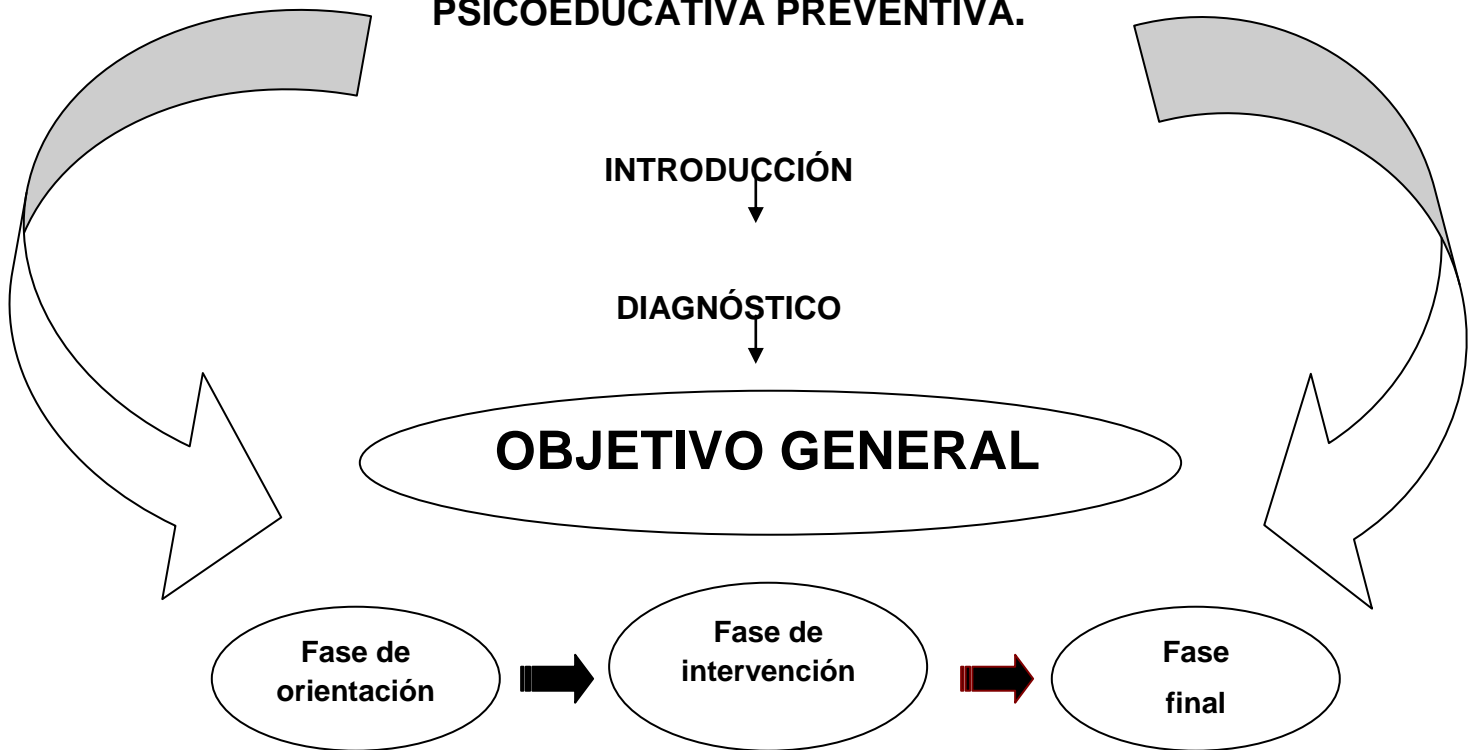 PSICOEDUCATIVA PREVENTIVA.
INTRODUCCIÓN
DIAGNÓSTICO
OBJETIVO GENERAL
Fase de
orientación
Fase de
intervención
Fase
final